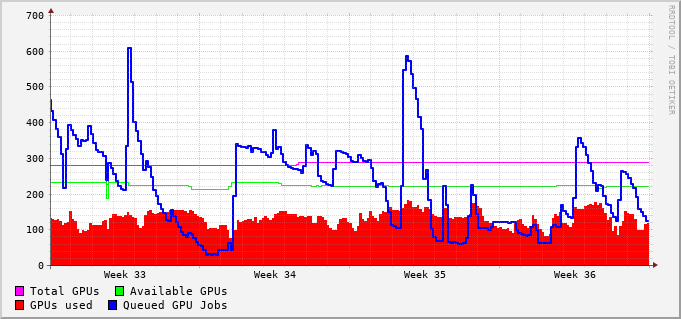 700
600
500
400
300
200
100
0
Week 33 Week 34 Week 35 Week 36
Total GPUs Available GPUs
GPUs used Queued GPU Jobs
RRDTOOL / TOBI OETIKER